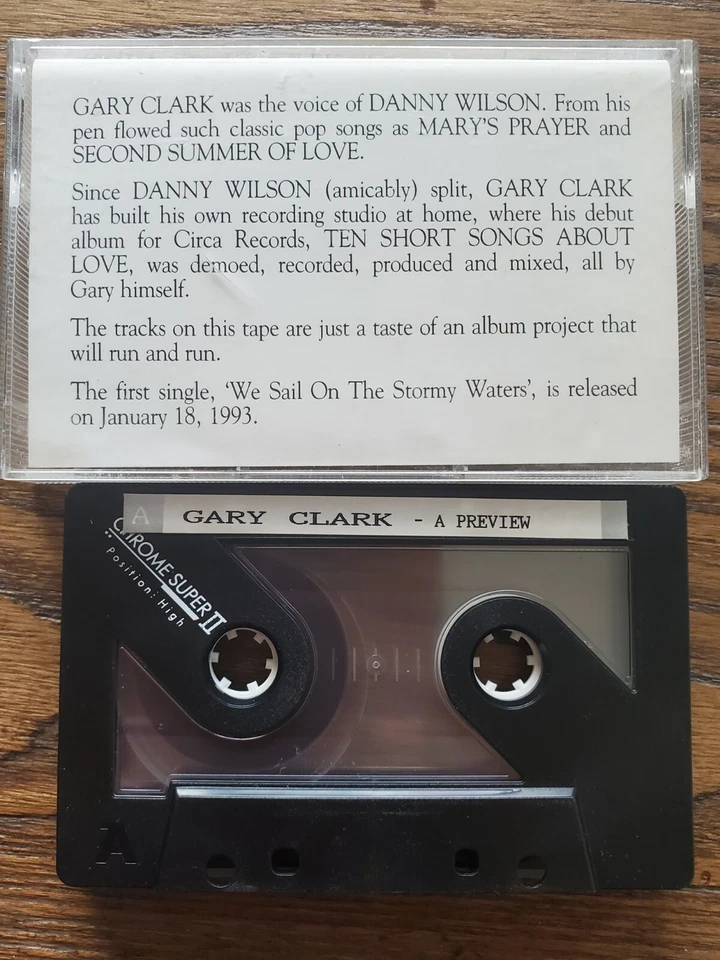 GARY CLARK was the voice of DANNY WILSON. From his
pen flowed such classic pop songs as MARY'S PRAYER and
SECOND SUMMER OF LOVE.
Since DANNY WILSON (amicably) split, GARY CLARK
has built his own recording studio at home, where his debut
album for Circa Records, TEN SHORT SONGS ABOUT
LOVE, was demoed, recorded, produced and mixed, all by
Gary himself.
The tracks on this tape are just a taste of an album project that
will run and run.
The first single, 'We Sail On The Stormy Waters', is released
on January 18, 1993.
A GARY CLARK - A PREVIEW
CHROME SUPER II
Position: High
A